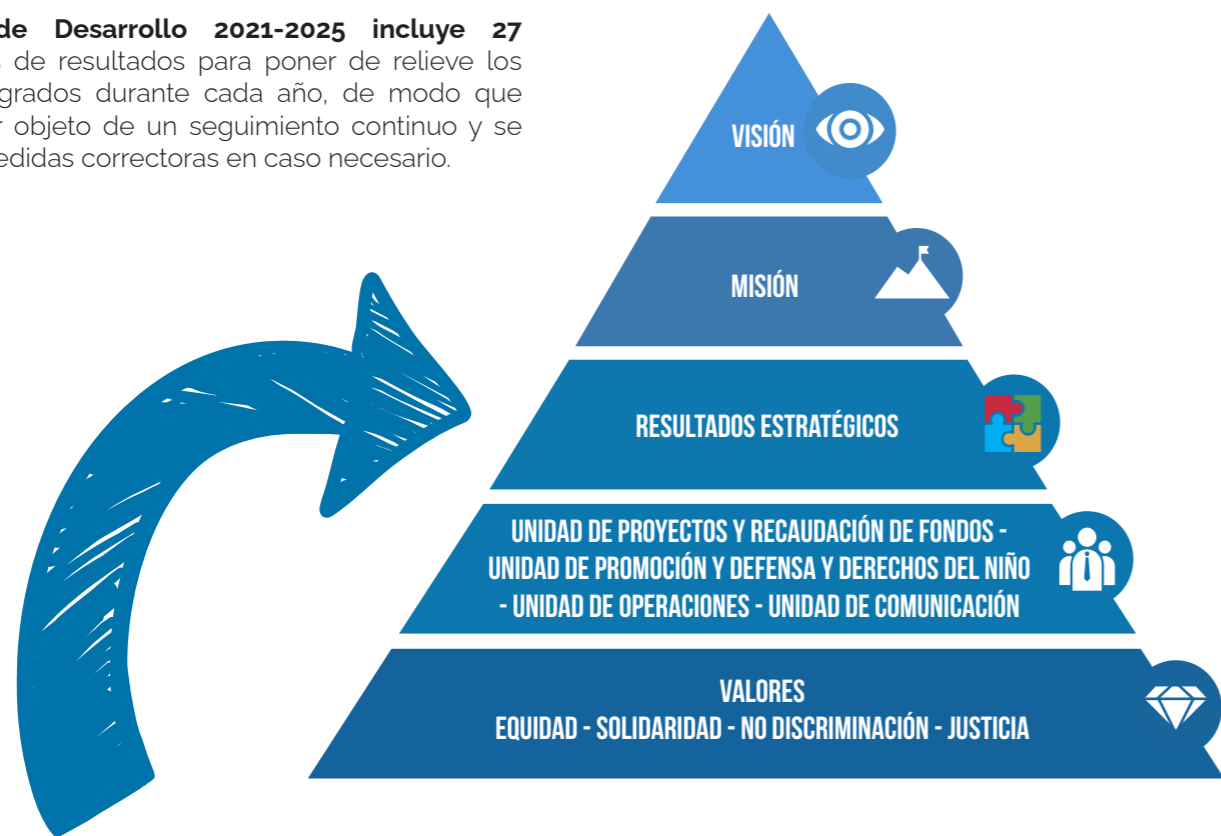 de Desarrollo 2021-2025 incluye 27
de resultados para poner de relieve los
grados durante cada año, de modo que
objeto de un seguimiento continuo y se
edidas correctoras en caso necesario.
VISIÓN
MISIÓN
RESULTADOS ESTRATÉGICOS
UNIDAD DE PROYECTOS Y RECAUDACIÓN DE FONDOS -
UNIDAD DE PROMOCIÓN Y DEFENSA Y DERECHOS DEL NIÑO
- UNIDAD DE OPERACIONES - UNIDAD DE COMUNICACIÓN
VALORES
EQUIDAD - SOLIDARIDAD - NO DISCRIMINACIÓN - JUSTICIA